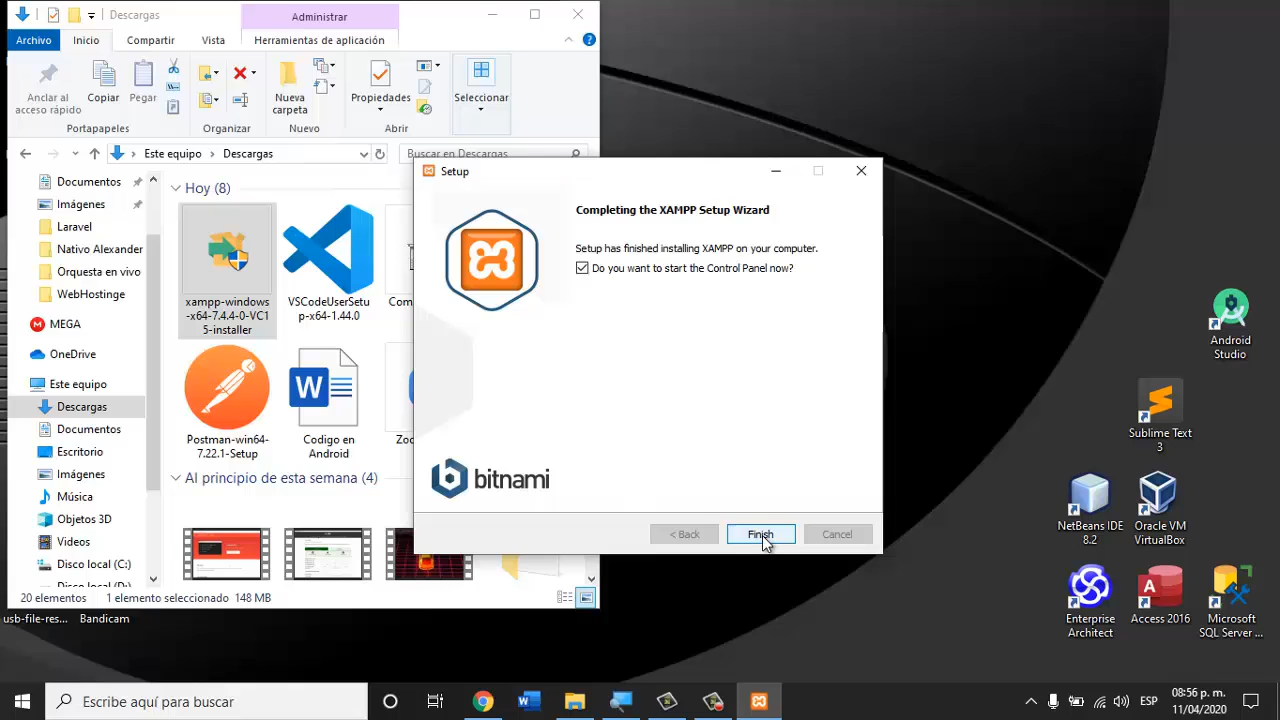 Descargas
Administrar
Archivo
Inicio
Compartir
Vista
Herramientas de aplicación
Anclar al
acceso rápido
Copiar
Pegar
Nueva
carpeta
Propiedades
Seleccionar
Portapapeles
Organizar
Nuevo
Abrir
Este equipo
Descargas
Buscar en Descargas
Documentos
Imágenes
Laravel
Nativo Alexander
Orquesta en vivo
WebHostinge
MEGA
OneDrive
Este equipo
Descargas
Documentos
Escritorio
Imágenes
Música
Objetos 3D
Videos
Disco local (C:)
Disco local (D:)
Hoy (8)
xampp-windows
-x64-7.4.4-0-VC1
5-installer
VSCodeUserSetu
p-x64-1.44.0
Com
Postman-win64-
7.22.1-Setup
Codigo en
Android
Zoo
Al principio de esta semana (4)
20 elementos
1 elemento seleccionado
148 MB
Setup
Completing the XAMPP Setup Wizard
Setup has finished installing XAMPP on your computer.
Do you want to start the Control Panel now?
bitnami
< Back
Finish
Cancel
usb-file-res...
Bandicam
Android
Studio
Sublime Text
3
NetBeans IDE
8.2
Oracle VM
VirtualBox
Enterprise
Architect
Access 2016
Microsoft
SQL Server ...
Escribe aquí para buscar
ESP
08:56 p. m.
11/04/2020